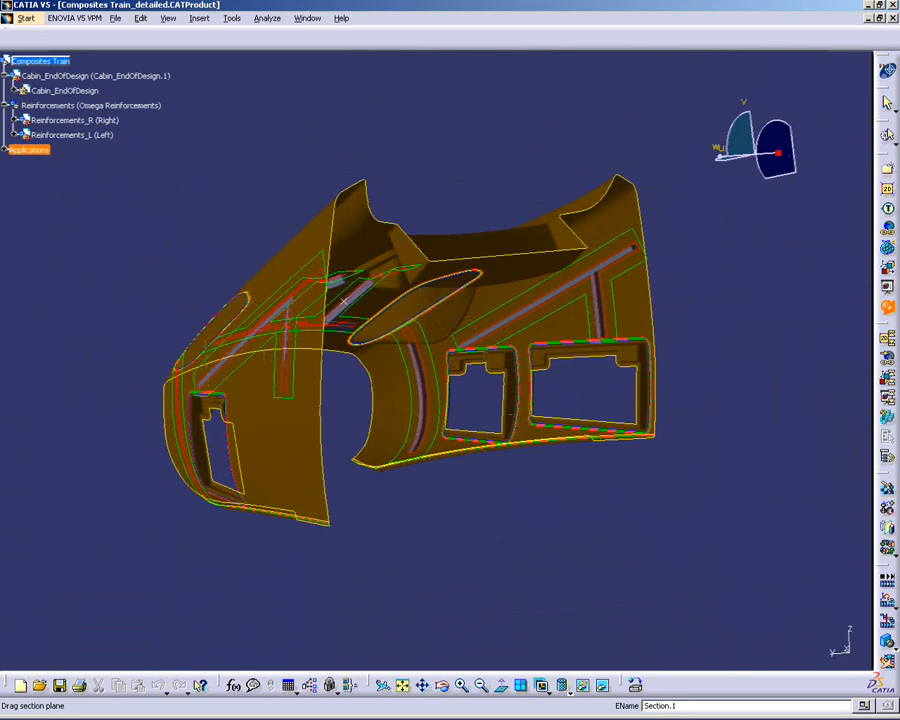 CATIA V5 - [Composites Train_detailed.CATProduct]
Start ENOVIA V5 VPM File Edit View Insert Tools Analyze Window Help
Composites Train
Cabin_EndOfDesign (Cabin_EndOfDesign.1)
Cabin_EndOfDesign
Reinforcements (Omega Reinforcements)
Reinforcements_R (Right)
Reinforcements_L (Left)
Applications
V
W U
Z
Y X
f(x)
CATIA
Drag section plane
EName Section.1